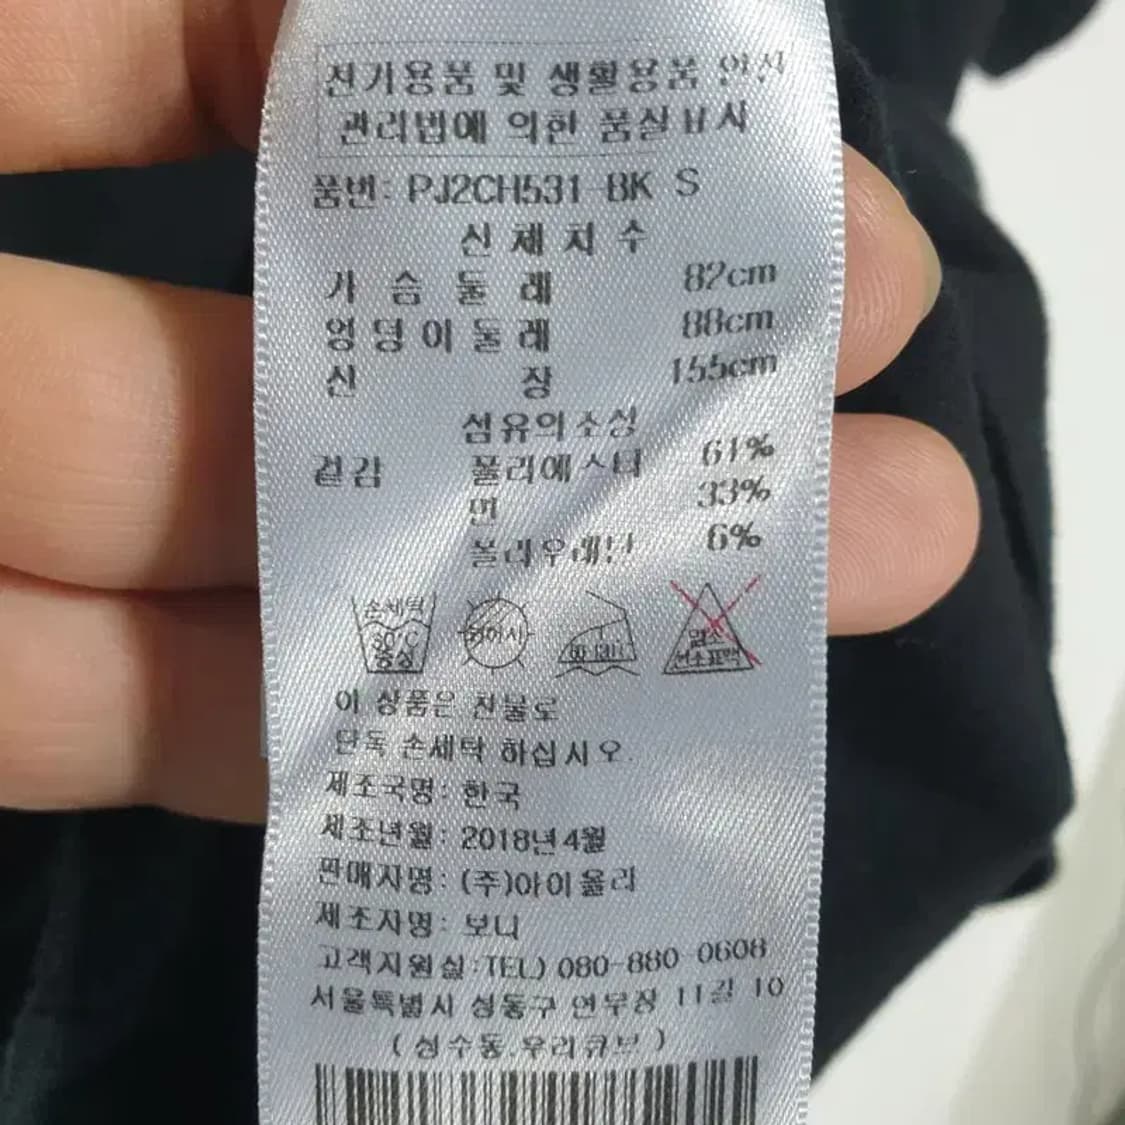 전기용품 및 생활용품 안전
관리법에 의한 품질표시
품번: PJ2CH531-BK S
신체치수
가슴둘레 82cm
엉덩이둘레 88cm
신장 155cm
섬유의조성
겉감 폴리에스터 61%
면 33%
폴리우레탄 6%
손세탁 30℃ 중성
염소 산소표백
이 상품은 찬물로
단독 손세탁 하십시오.
제조국명: 한국
제조년월: 2018년4월
판매자명: (주)아이올리
제조자명: 보니
고객지원실:TEL) 080-880-0608
서울특별시 성동구 연무장 11길 10
(성수동,우리큐브)